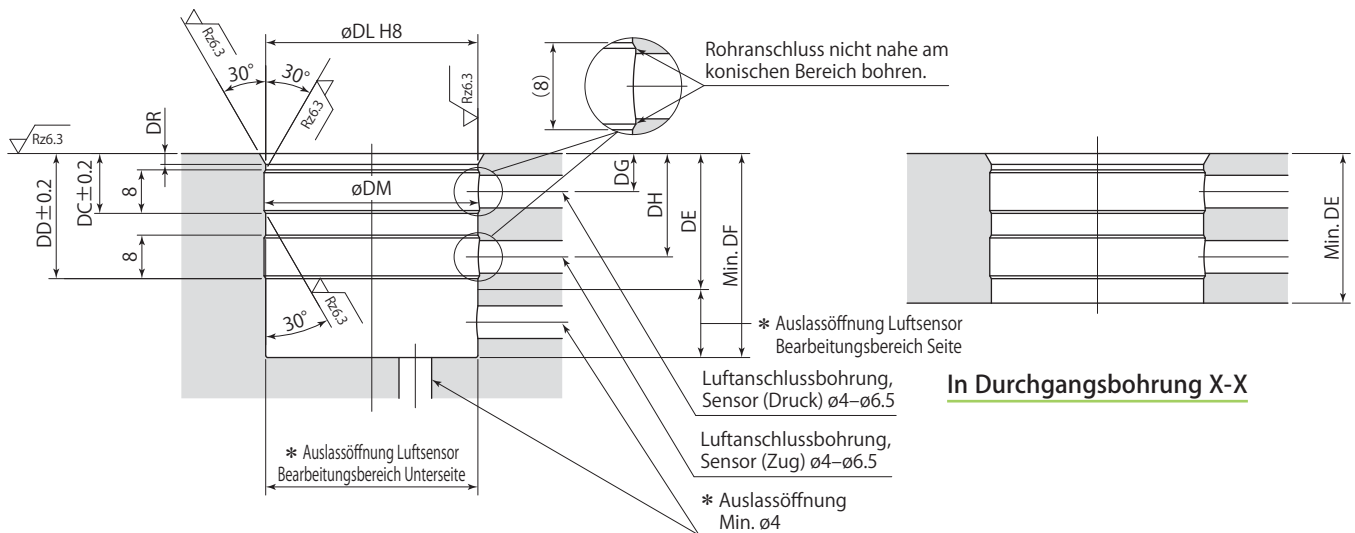 øDL H8
Rz6.3
30°
30°
Rz6.3
Rz6.3
(8)
Rohranschluss nicht nahe am
konischen Bereich bohren.
Rz6.3
DR
DD±0.2
DC±0.2
8
8
øDM
30°
Rz6.3
DG
DH
DE
Min. DF
Min. DE
* Auslassöffnung Luftsensor
Bearbeitungsbereich Seite
Luftanschlussbohrung,
Sensor (Druck) ø4–ø6.5
Luftanschlussbohrung,
Sensor (Zug) ø4–ø6.5
* Auslassöffnung
Min. ø4
* Auslassöffnung Luftsensor
Bearbeitungsbereich Unterseite
In Durchgangsbohrung X-X